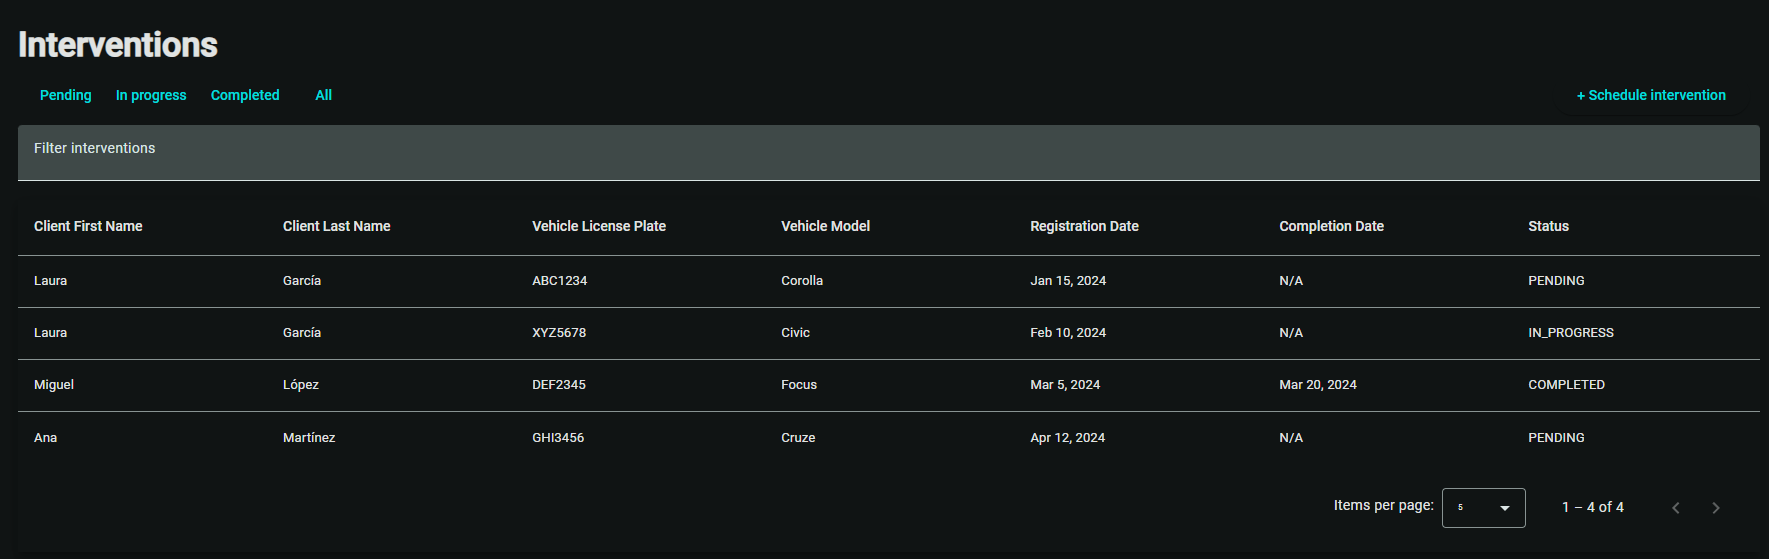 Interventions
Pending In progress Completed All + Schedule intervention
Filter interventions
Client First Name Client Last Name Vehicle License Plate Vehicle Model Registration Date Completion Date Status
Laura García ABC1234 Corolla Jan 15, 2024 N/A PENDING
Laura García XYZ5678 Civic Feb 10, 2024 N/A IN_PROGRESS
Miguel López DEF2345 Focus Mar 5, 2024 Mar 20, 2024 COMPLETED
Ana Martínez GHI3456 Cruze Apr 12, 2024 N/A PENDING
Items per page: 5 1 – 4 of 4